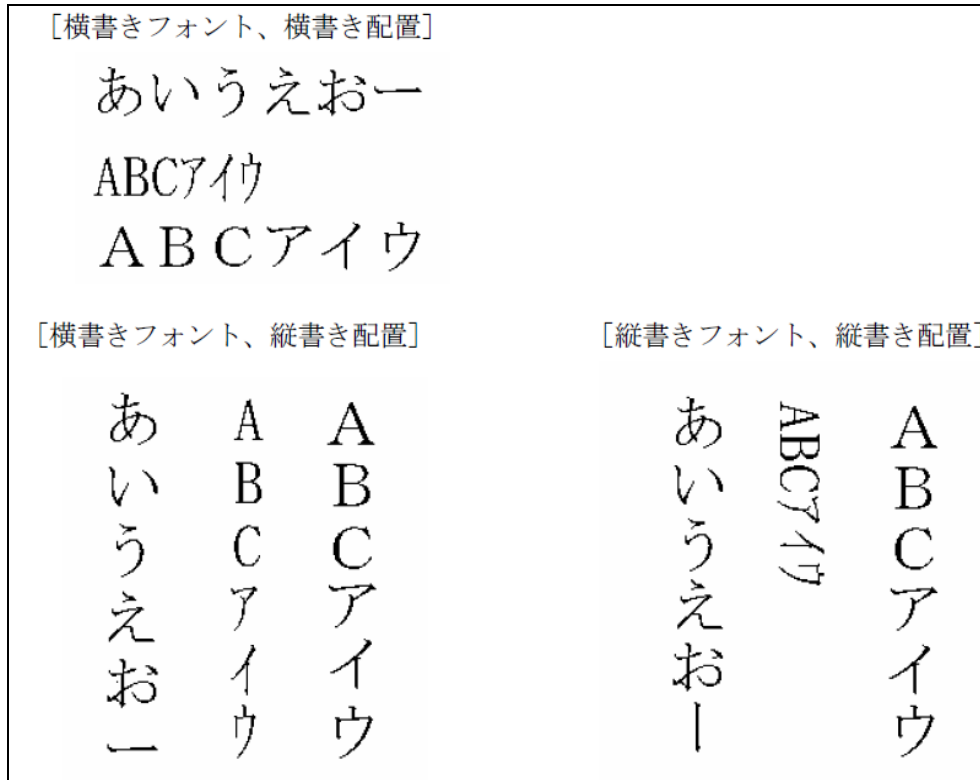 [横書きフォント、横書き配置]
あいうえおー
ABCｱｲｳ
ＡＢＣアイウ
[横書きフォント、縦書き配置]
あいうえおー
ABCｱｲｳ
ＡＢＣアイウ
[縦書きフォント、縦書き配置]
あいうえおー
ABCｱｲｳ
ＡＢＣアイウ